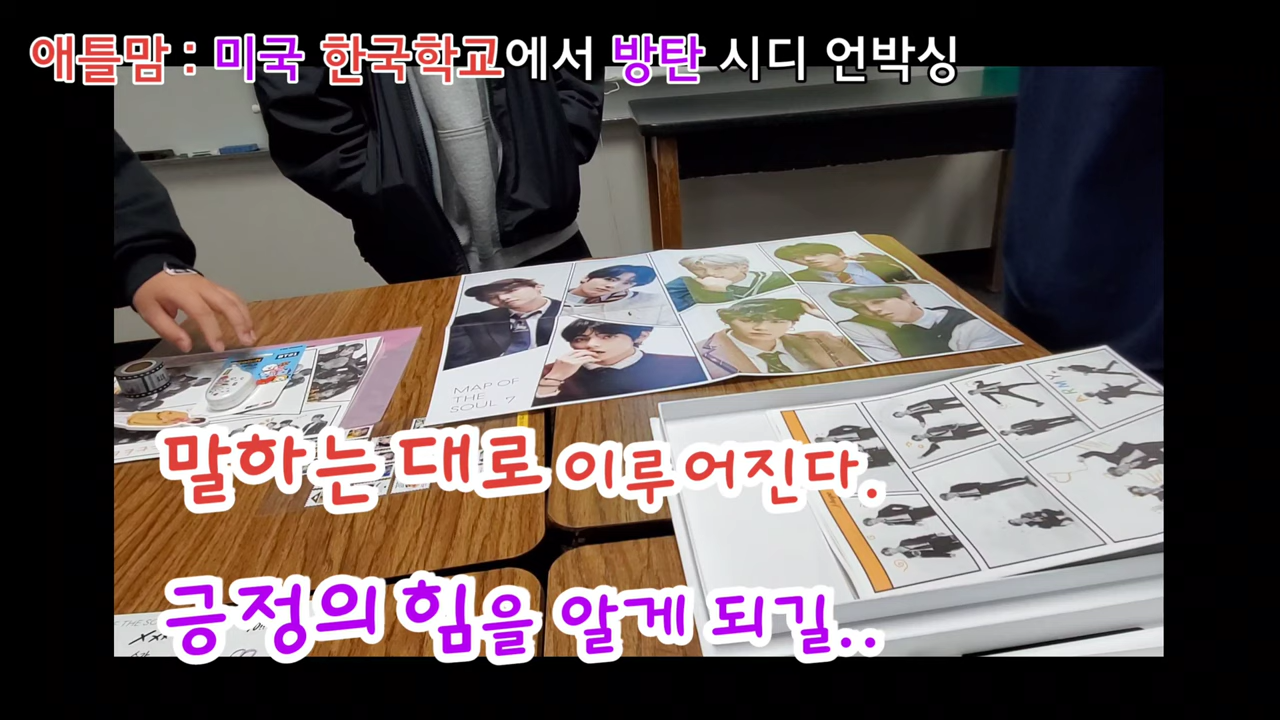 애틀맘 : 미국 한국학교에서 방탄 시디 언박싱
BT21
MAP OF
THE
SOUL 7
ARM
말하는 대로 이루어진다.
긍정의 힘을 알게 되길..